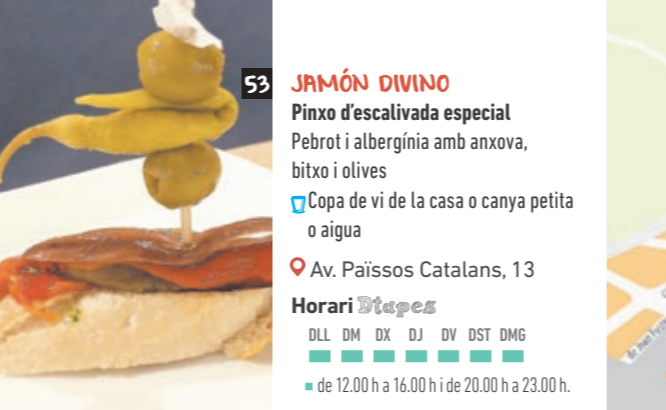 53 JAMÓN DIVINO
Pinxo d'escalivada especial
Pebrot i albergínia amb anxova,
bitxo i olives
Copa de vi de la casa o canya petita
o aigua
Av. Països Catalans, 13
Horari Dtapes
DLL DM DX DJ DV DST DMG
de 12.00 h a 16.00 h i de 20.00 h a 23.00 h.